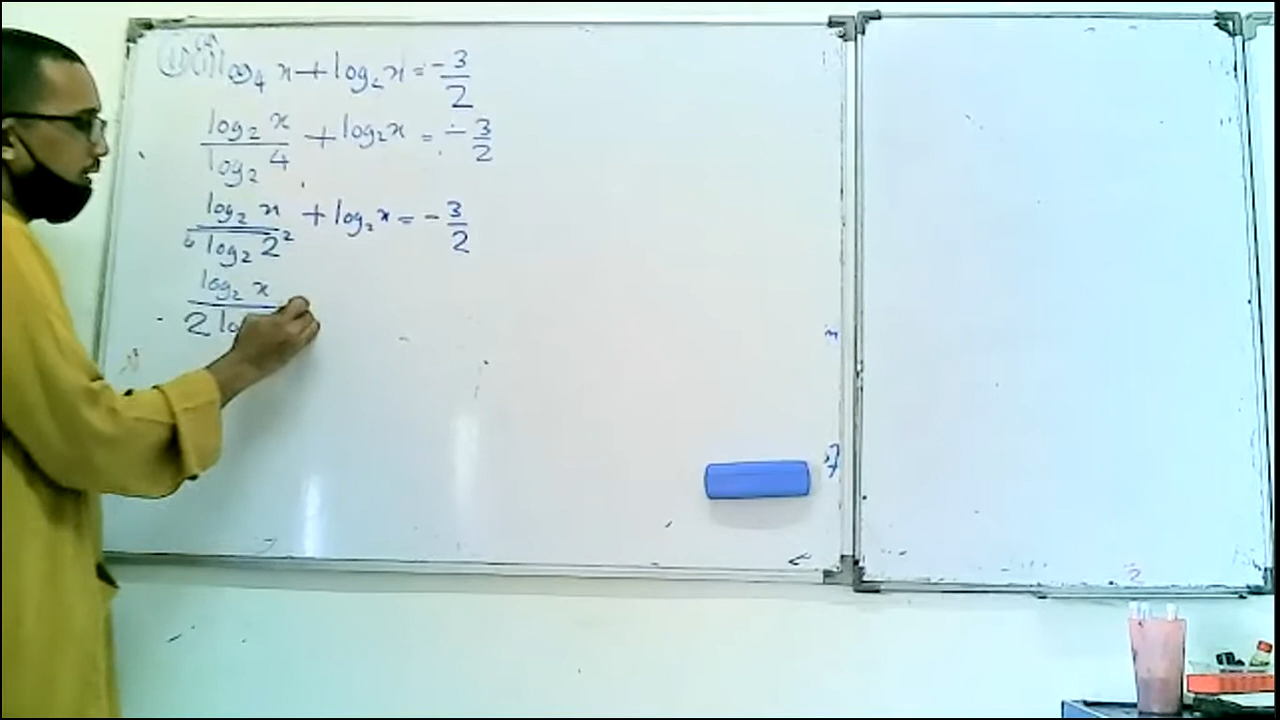 log₄ x + log₂ x = -3/2
log₂ x / log₂ 4 + log₂ x = -3/2
log₂ x / log₂ 2² + log₂ x = -3/2
log₂ x / 2 lo